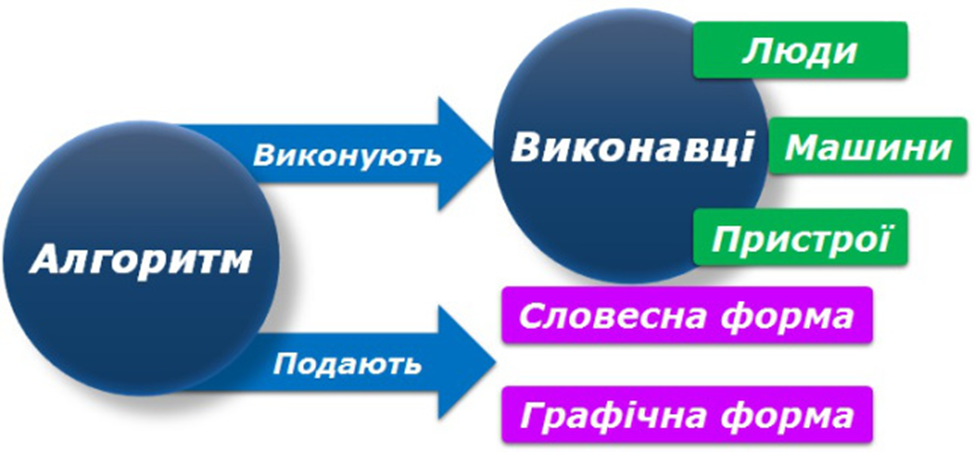 Люди
Виконують
Виконавці
Машини
Алгоритм
Пристрої
Словесна форма
Подають
Графічна форма